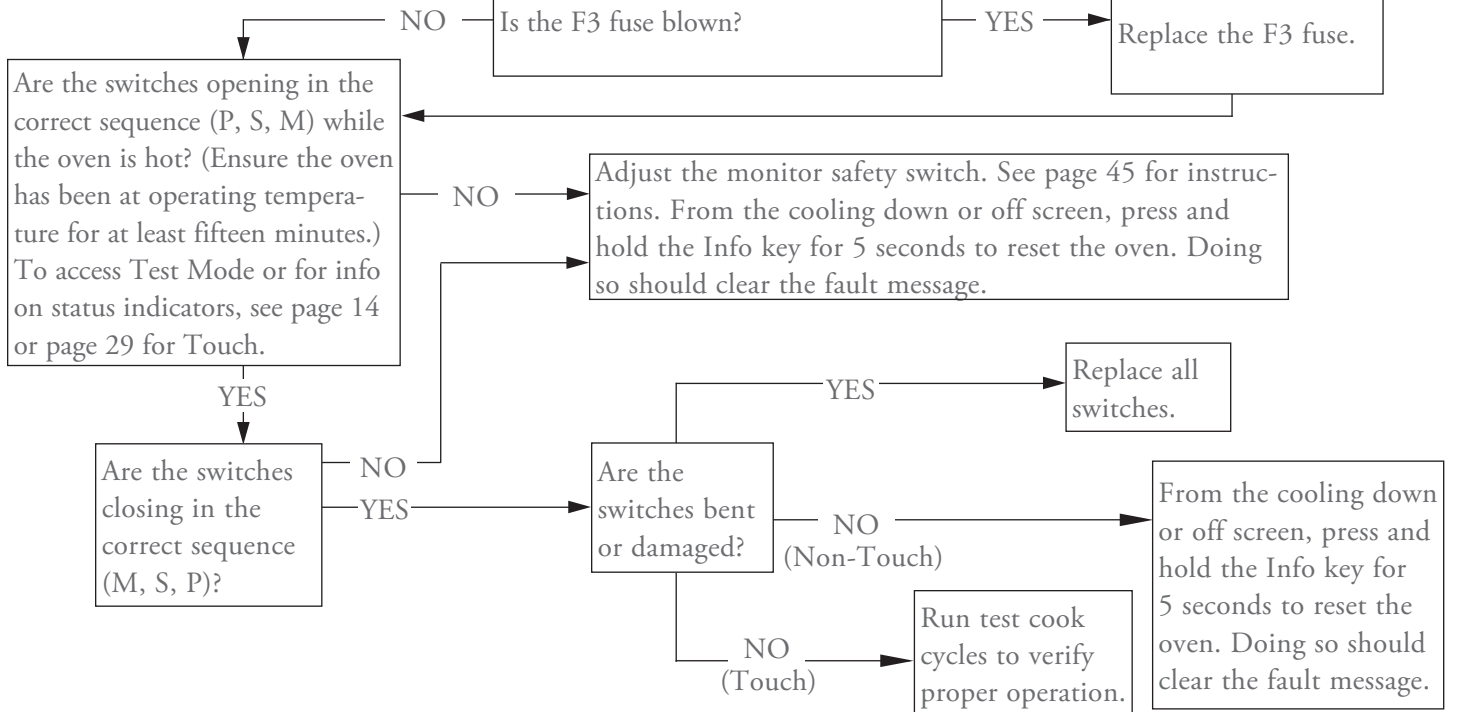 NO
Is the F3 fuse blown?
YES
Replace the F3 fuse.
Are the switches opening in the
correct sequence (P, S, M) while
the oven is hot? (Ensure the oven
has been at operating tempera-
ture for at least fifteen minutes.)
To access Test Mode or for info
on status indicators, see page 14
or page 29 for Touch.
NO
Adjust the monitor safety switch. See page 45 for instruc-
tions. From the cooling down or off screen, press and
hold the Info key for 5 seconds to reset the oven. Doing
so should clear the fault message.
YES
Are the switches
closing in the
correct sequence
(M, S, P)?
NO
YES
Are the
switches bent
or damaged?
YES
Replace all
switches.
NO
(Non-Touch)
From the cooling down
or off screen, press and
hold the Info key for
5 seconds to reset the
oven. Doing so should
clear the fault message.
NO
(Touch)
Run test cook
cycles to verify
proper operation.